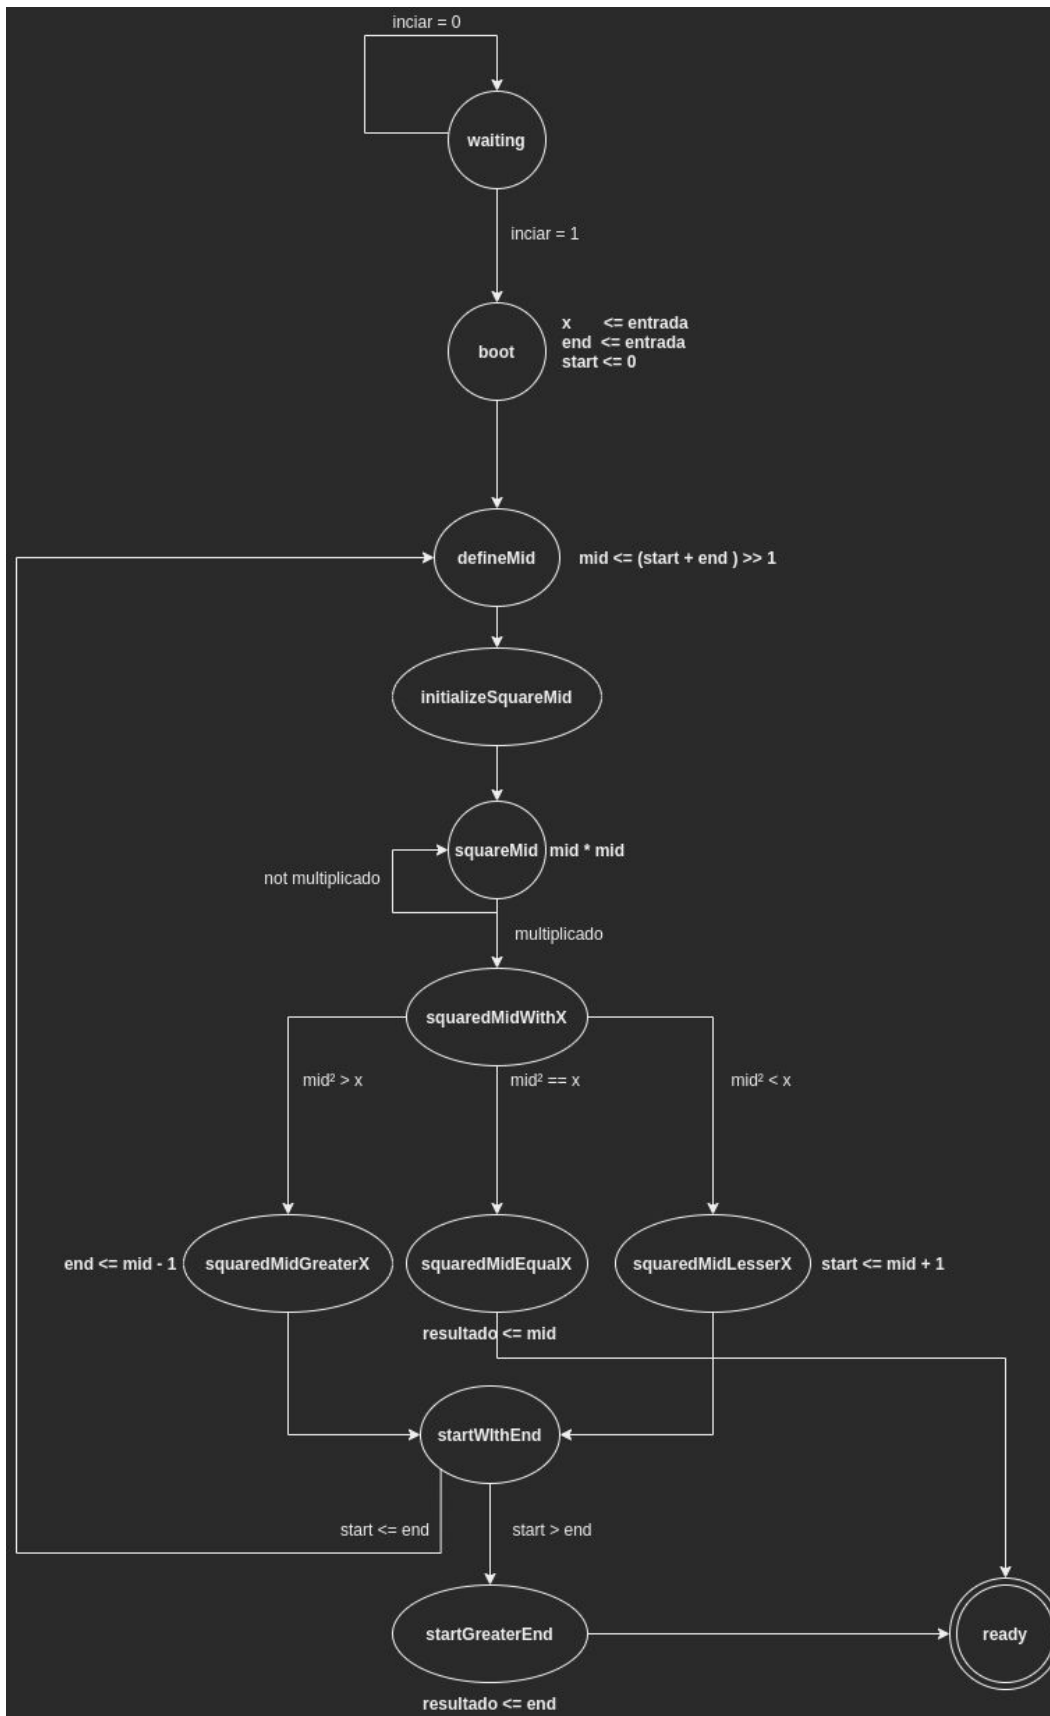 inciar = 0
waiting
inciar = 1
boot
x <= entrada
end <= entrada
start <= 0
defineMid
mid <= (start + end ) >> 1
initializeSquareMid
squareMid
mid * mid
not multiplicado
multiplicado
squaredMidWithX
mid² > x
mid² == x
mid² < x
end <= mid - 1
squaredMidGreaterX
squaredMidEqualX
squaredMidLesserX
start <= mid + 1
resultado <= mid
startWIthEnd
start <= end
start > end
startGreaterEnd
ready
resultado <= end